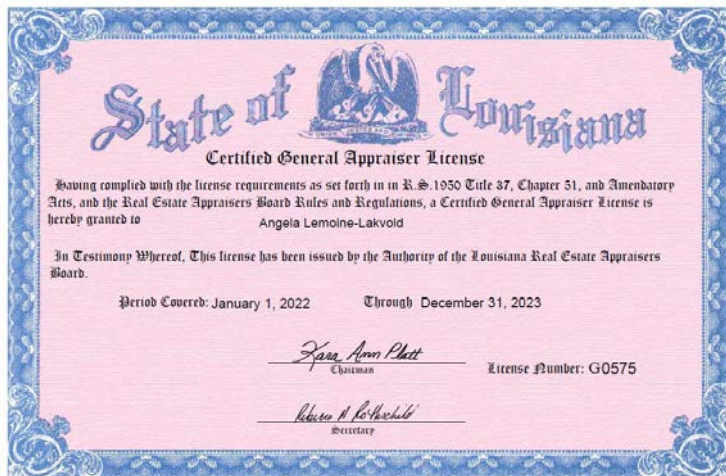 State of Louisiana
Certified General Appraiser License
Having complied with the license requirements as set forth in in R.S.1950 Title 37, Chapter 51, and Amendatory
Acts, and the Real Estate Appraisers Board Rules and Regulations, a Certified General Appraiser License is
hereby granted to Angela Lemoine-Lakvold
In Testimony Whereof, This license has been issued by the Authority of the Louisiana Real Estate Appraisers
Board.
Period Covered: January 1, 2022 Through December 31, 2023
Kara Ann Platt
Chairman
License Number: G0575
Rebecca A Rothschild
Secretary